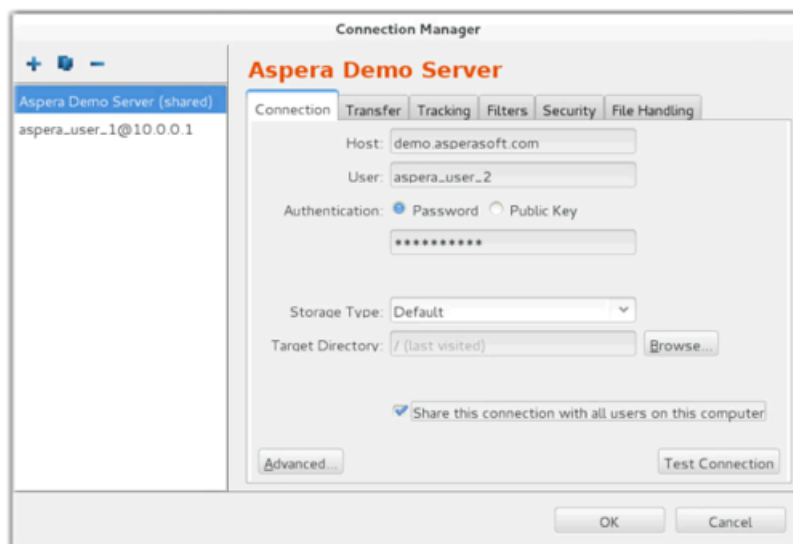 Connection Manager
Aspera Demo Server
Aspera Demo Server (shared)
aspera_user_1@10.0.0.1
Connection Transfer Tracking Filters Security File Handling
Host: demo.asperasoft.com
User: aspera_user_2
Authentication: Password Public Key
**********
Storage Type: Default
Target Directory: / (last visited) Browse...
Share this connection with all users on this computer
Advanced... Test Connection
OK Cancel